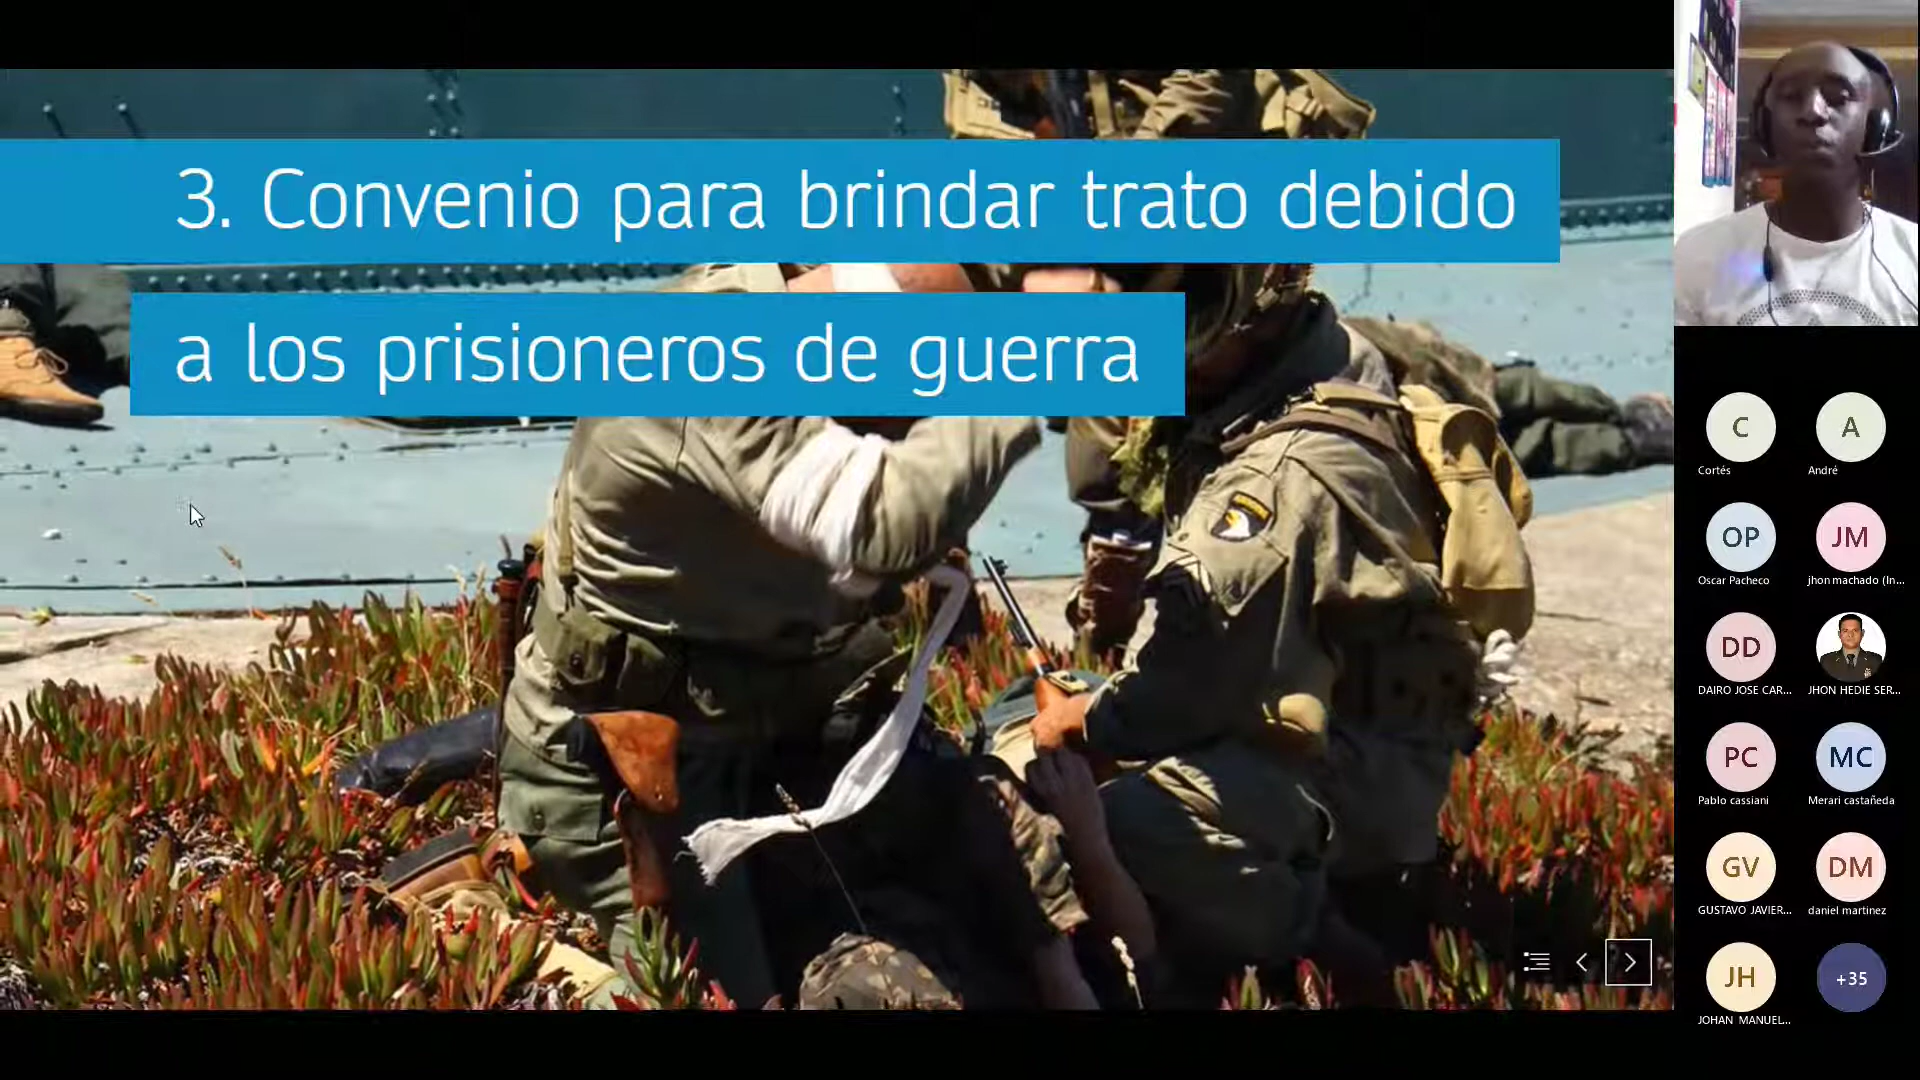 3. Convenio para brindar trato debido
a los prisioneros de guerra
C
Cortés
A
André
OP
Oscar Pacheco
JM
jhon machado (In...
DD
DAIRO JOSE CAR...
JHON HEDIE SER...
PC
Pablo cassiani
MC
Merari castañeda
GV
GUSTAVO JAVIER...
DM
daniel martinez
JH
JOHAN MANUEL...
+35